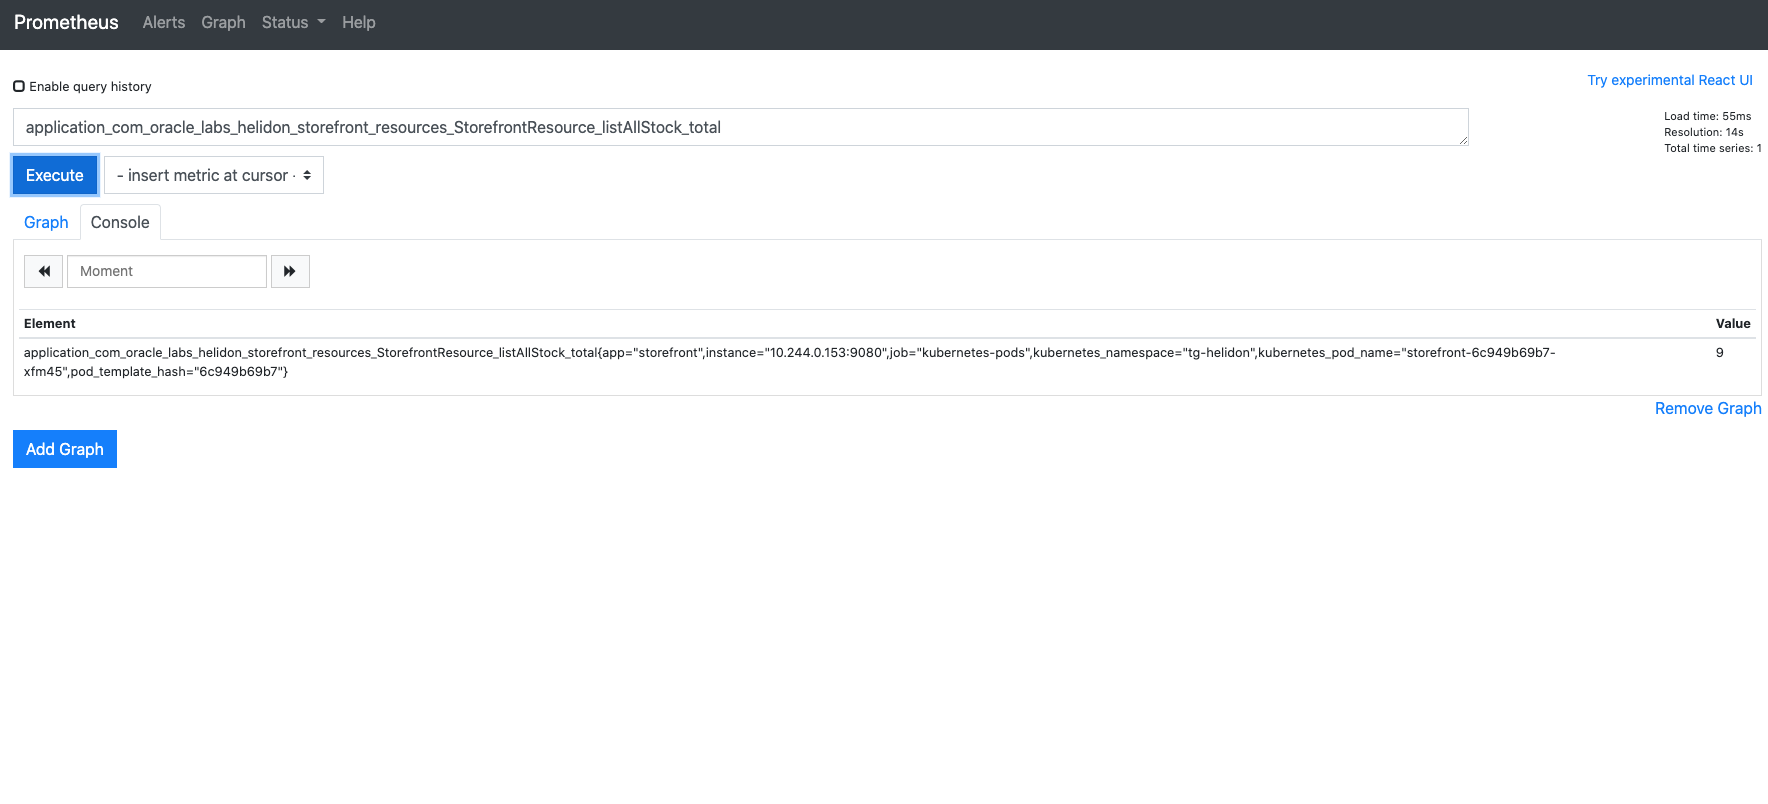 Prometheus Alerts Graph Status Help
Enable query history
Try experimental React UI
application_com_oracle_labs_helidon_storefront_resources_StorefrontResource_listAllStock_total
Load time: 55ms
Resolution: 14s
Total time series: 1
Execute - insert metric at cursor -
Graph Console
Moment
Element Value
application_com_oracle_labs_helidon_storefront_resources_StorefrontResource_listAllStock_total{app="storefront",instance="10.244.0.153:9080",job="kubernetes-pods",kubernetes_namespace="tg-helidon",kubernetes_pod_name="storefront-6c949b69b7- 9
xfm45",pod_template_hash="6c949b69b7"}
Remove Graph
Add Graph